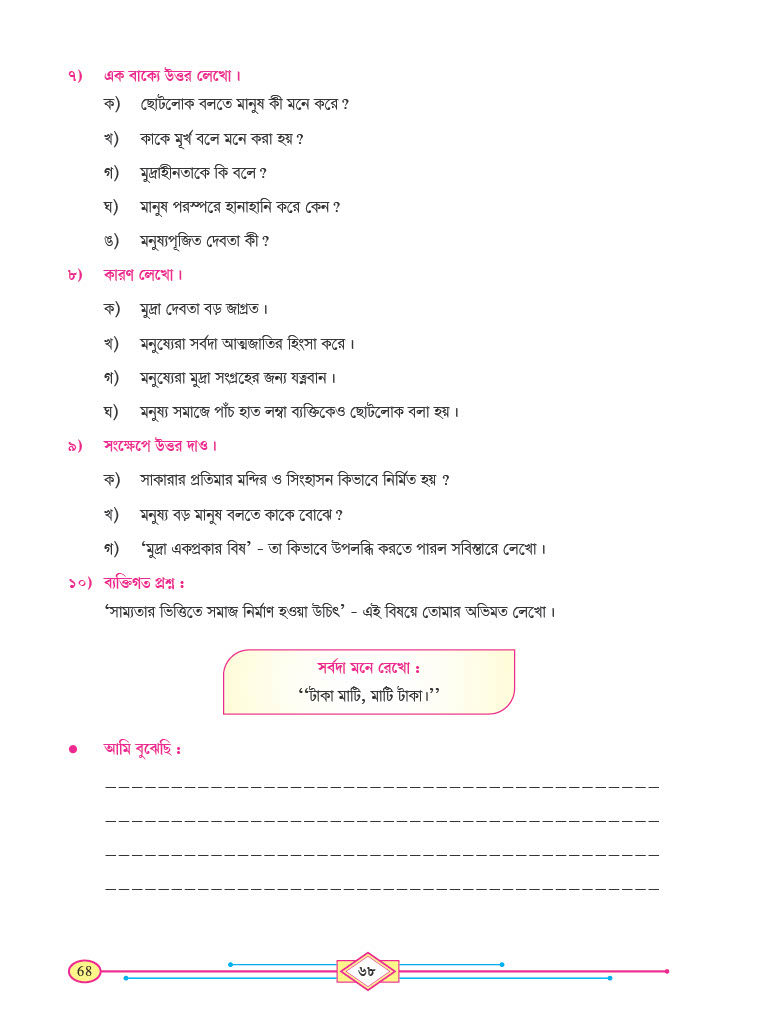 ৭) এক বাক্যে উত্তর লেখো।
ক) ছোটলোক বলতে মানুষ কী মনে করে?
খ) কাকে মূর্খ বলে মনে করা হয়?
গ) মুদ্রাহীনতাকে কি বলে?
ঘ) মানুষ পরস্পরে হানাহানি করে কেন?
ঙ) মনুষ্যপূজিত দেবতা কী?
৮) কারণ লেখো।
ক) মুদ্রা দেবতা বড় জাগ্রত।
খ) মনুষ্যেরা সর্বদা আত্মজাতির হিংসা করে।
গ) মনুষ্যেরা মুদ্রা সংগ্রহের জন্য যত্নবান।
ঘ) মনুষ্য সমাজে পাঁচ হাত লম্বা ব্যক্তিকেও ছোটলোক বলা হয়।
৯) সংক্ষেপে উত্তর দাও।
ক) সাকারার প্রতিমার মন্দির ও সিংহাসন কিভাবে নির্মিত হয় ?
খ) মনুষ্য বড় মানুষ বলতে কাকে বোঝে?
গ) ‘মুদ্রা একপ্রকার বিষ’ - তা কিভাবে উপলব্ধি করতে পারল সবিস্তারে লেখো।
১০) ব্যক্তিগত প্রশ্ন :
‘সাম্যতার ভিত্তিতে সমাজ নির্মাণ হওয়া উচিৎ’ - এই বিষয়ে তোমার অভিমত লেখো।
সর্বদা মনে রেখো :
‘‘টাকা মাটি, মাটি টাকা।’’
● আমি বুঝেছি :
68 ৬৮